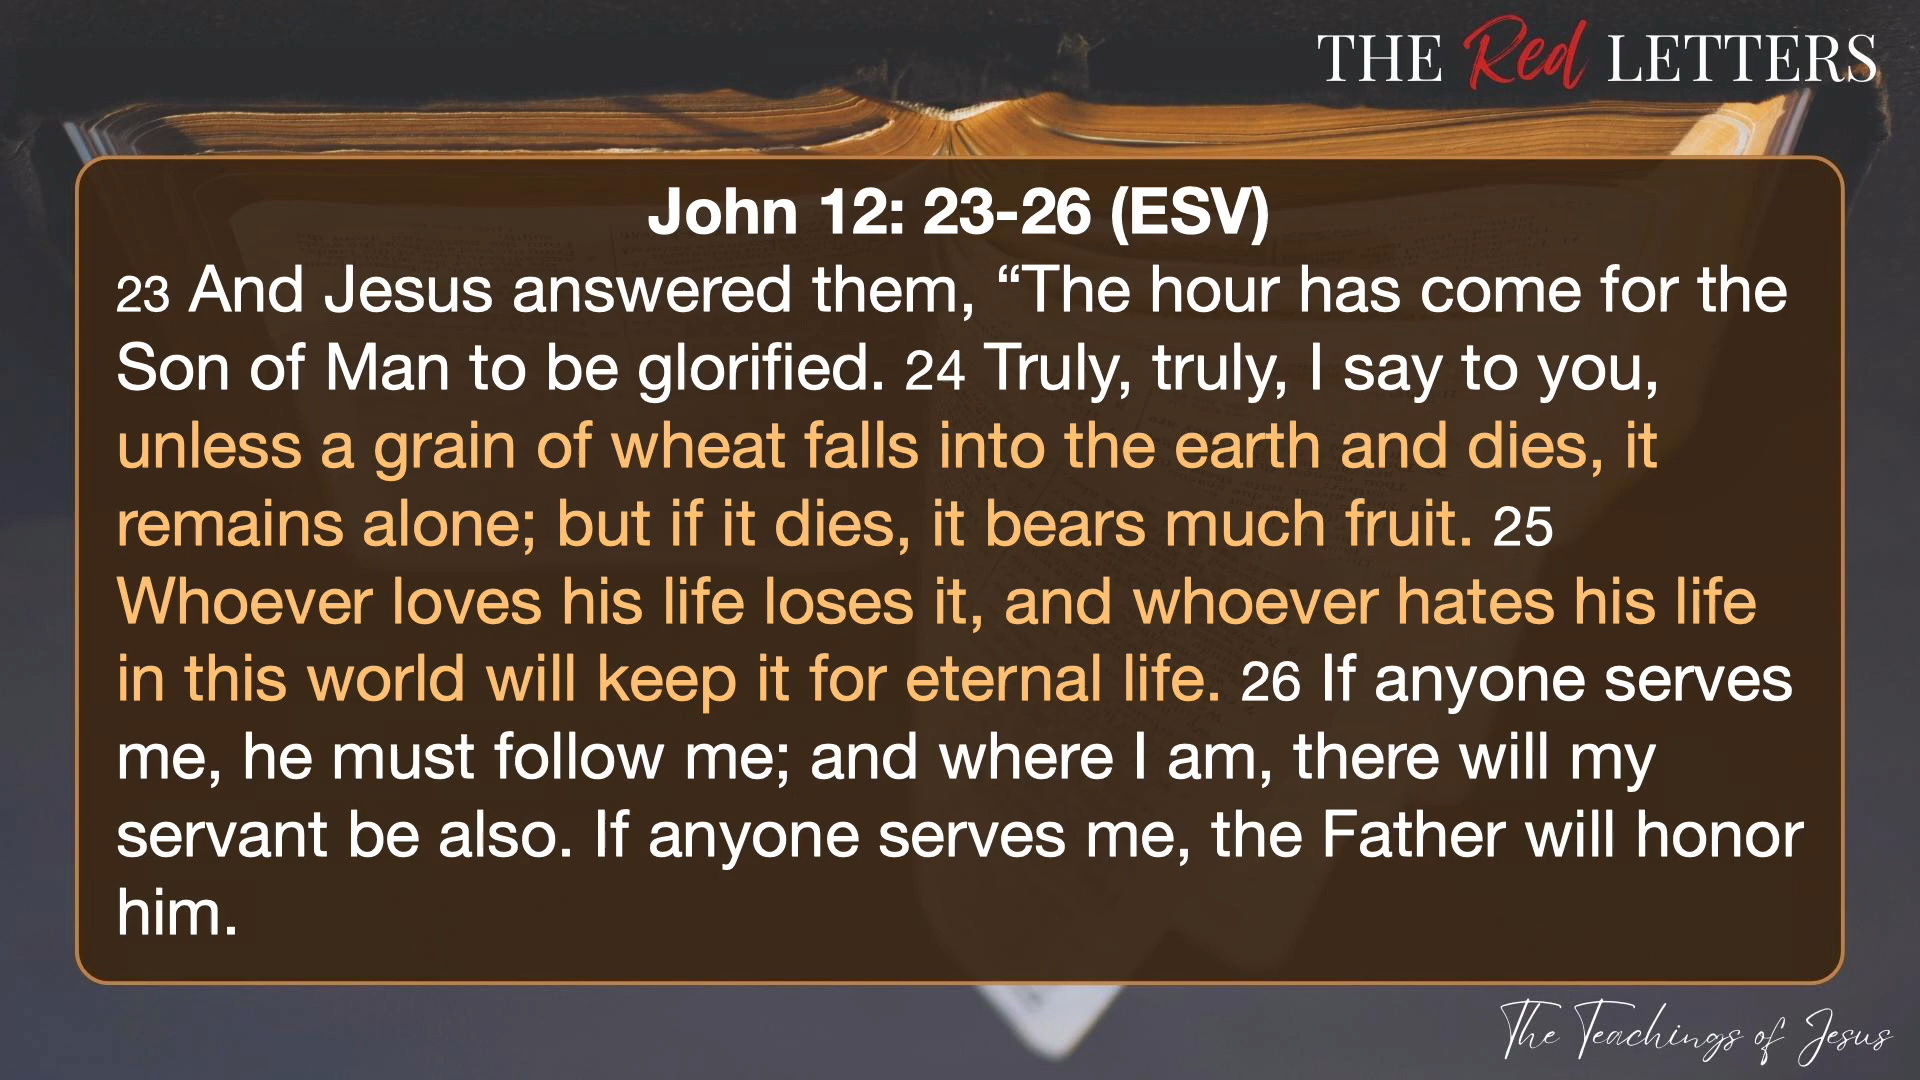 THE Red LETTERS
John 12: 23-26 (ESV)
23 And Jesus answered them, “The hour has come for the
Son of Man to be glorified. 24 Truly, truly, I say to you,
unless a grain of wheat falls into the earth and dies, it
remains alone; but if it dies, it bears much fruit. 25
Whoever loves his life loses it, and whoever hates his life
in this world will keep it for eternal life. 26 If anyone serves
me, he must follow me; and where I am, there will my
servant be also. If anyone serves me, the Father will honor
him.
The Teachings of Jesus